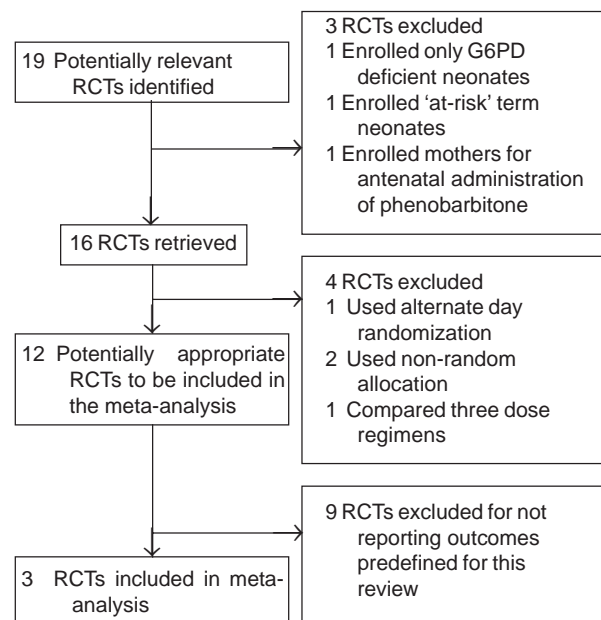 19 Potentially relevant
RCTs identified
3 RCTs excluded
1 Enrolled only G6PD
deficient neonates
1 Enrolled ‘at-risk’ term
neonates
1 Enrolled mothers for
antenatal administration
of phenobarbitone
16 RCTs retrieved
4 RCTs excluded
1 Used alternate day
randomization
2 Used non-random
allocation
1 Compared three dose
regimens
12 Potentially appropriate
RCTs to be included in
the meta-analysis
9 RCTs excluded for not
reporting outcomes
predefined for this
review
3 RCTs included in meta-
analysis